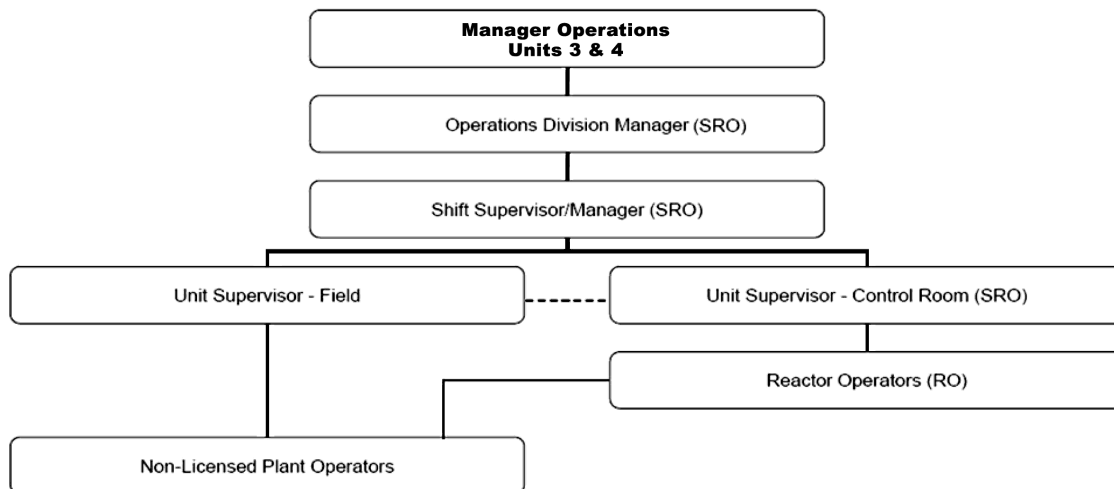 Manager Operations
Units 3 & 4
Operations Division Manager (SRO)
Shift Supervisor/Manager (SRO)
Unit Supervisor - Field
Unit Supervisor - Control Room (SRO)
Reactor Operators (RO)
Non-Licensed Plant Operators